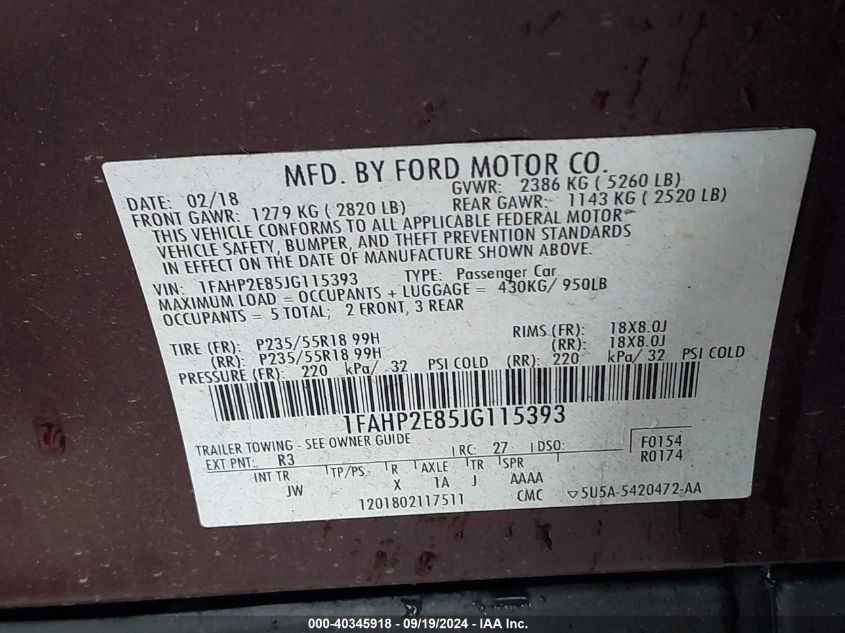 MFD. BY FORD MOTOR CO.
DATE: 02/18 GVWR: 2386 KG ( 5260 LB)
FRONT GAWR: 1279 KG ( 2820 LB) REAR GAWR: 1143 KG ( 2520 LB)
THIS VEHICLE CONFORMS TO ALL APPLICABLE FEDERAL MOTOR
VEHICLE SAFETY, BUMPER, AND THEFT PREVENTION STANDARDS
IN EFFECT ON THE DATE OF MANUFACTURE SHOWN ABOVE.
VIN: 1FAHP2E85JG115393 TYPE: Passenger Car
MAXIMUM LOAD = OCCUPANTS + LUGGAGE = 430KG/ 950LB
OCCUPANTS = 5 TOTAL; 2 FRONT, 3 REAR
TIRE (FR): P235/55R18 99H RIMS (FR): 18X8.0J
(RR): P235/55R18 99H (RR): 18X8.0J
PRESSURE (FR): 220 kPa/ 32 PSI COLD (RR): 220 kPa/ 32 PSI COLD
1FAHP2E85JG115393
TRAILER TOWING - SEE OWNER GUIDE
EXT PNT: R3 RC: 27 DSO: F0154
R0174
INT TR TP/PS R AXLE TR SPR
JW X 1A J AAAA
1201802117511 CMC ▽5U5A-5420472-AA
000-40345918 - 09/19/2024 - IAA Inc.